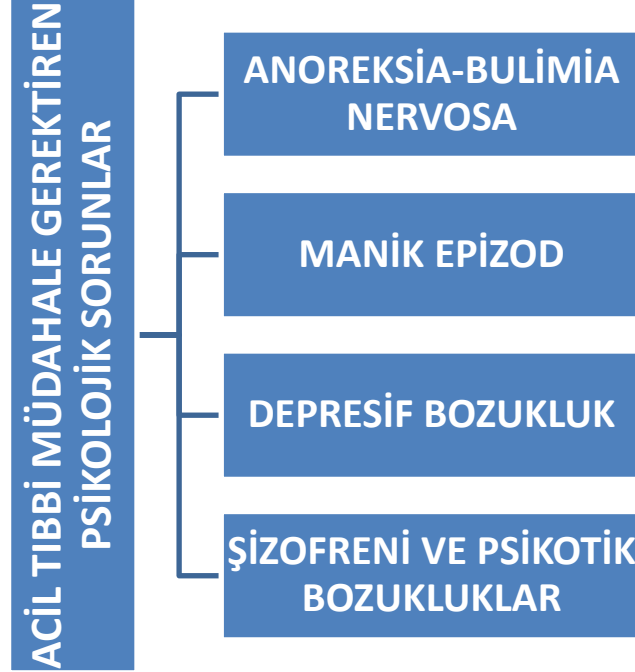 ACİL TIBBİ MÜDAHALE GEREKTİREN
PSİKOLOJİK SORUNLAR
ANOREKSİA-BULİMİA
NERVOSA
MANİK EPİZOD
DEPRESİF BOZUKLUK
ŞİZOFRENİ VE PSİKOTİK
BOZUKLUKLAR